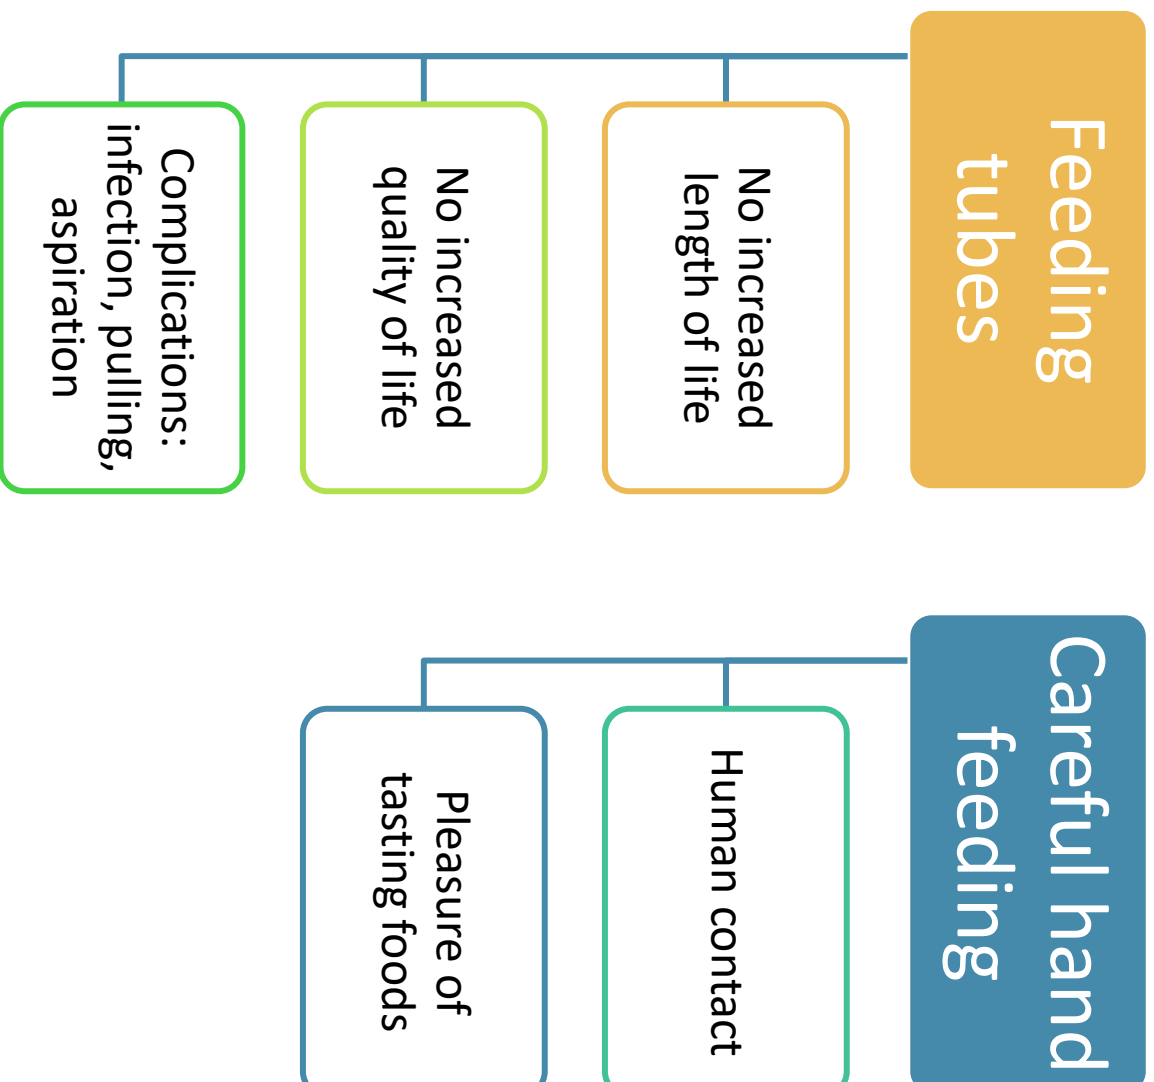 Feeding
tubes
No increased
length of life
No increased
quality of life
Complications:
infection, pulling,
aspiration
Careful hand
feeding
Human contact
Pleasure of
tasting foods